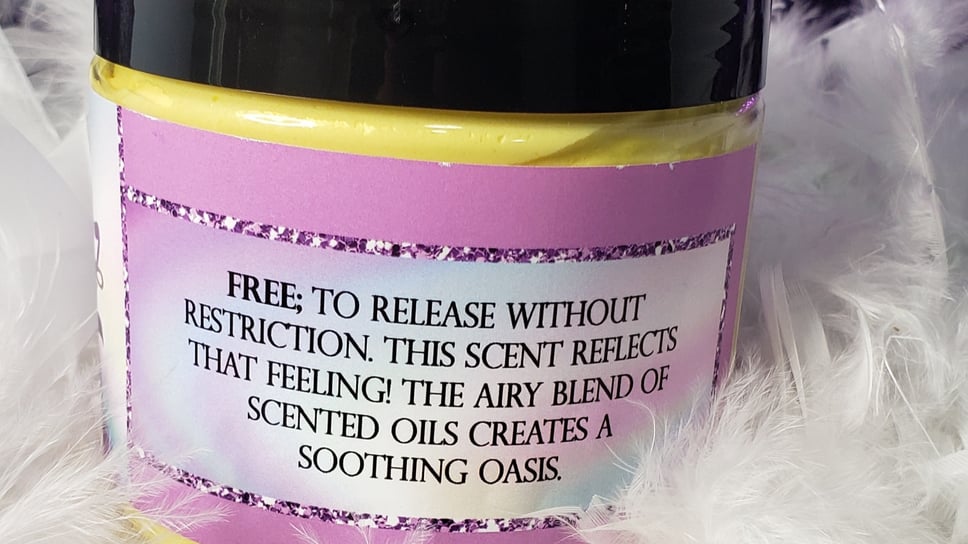 FREE; TO RELEASE WITHOUT
RESTRICTION. THIS SCENT REFLECTS
THAT FEELING! THE AIRY BLEND OF
SCENTED OILS CREATES A
SOOTHING OASIS.